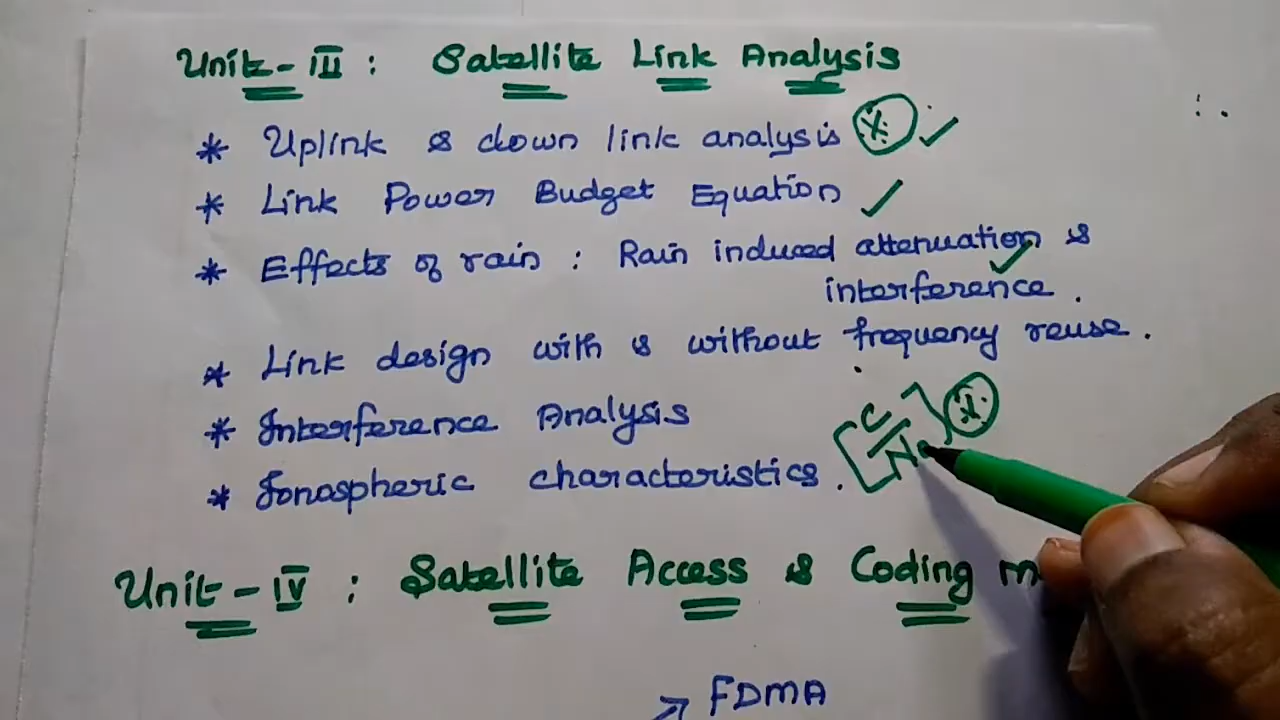 Unit-III : Satellite Link Analysis
* Uplink & down link analysis
* Link Power Budget Equation
* Effects of rain : Rain induced attenuation &
interference .
* Link design with & without frequency reuse .
* Interference Analysis
* Ionospheric characteristics .
C/No
Unit-IV : Satellite Access & Coding m
→ FDMA